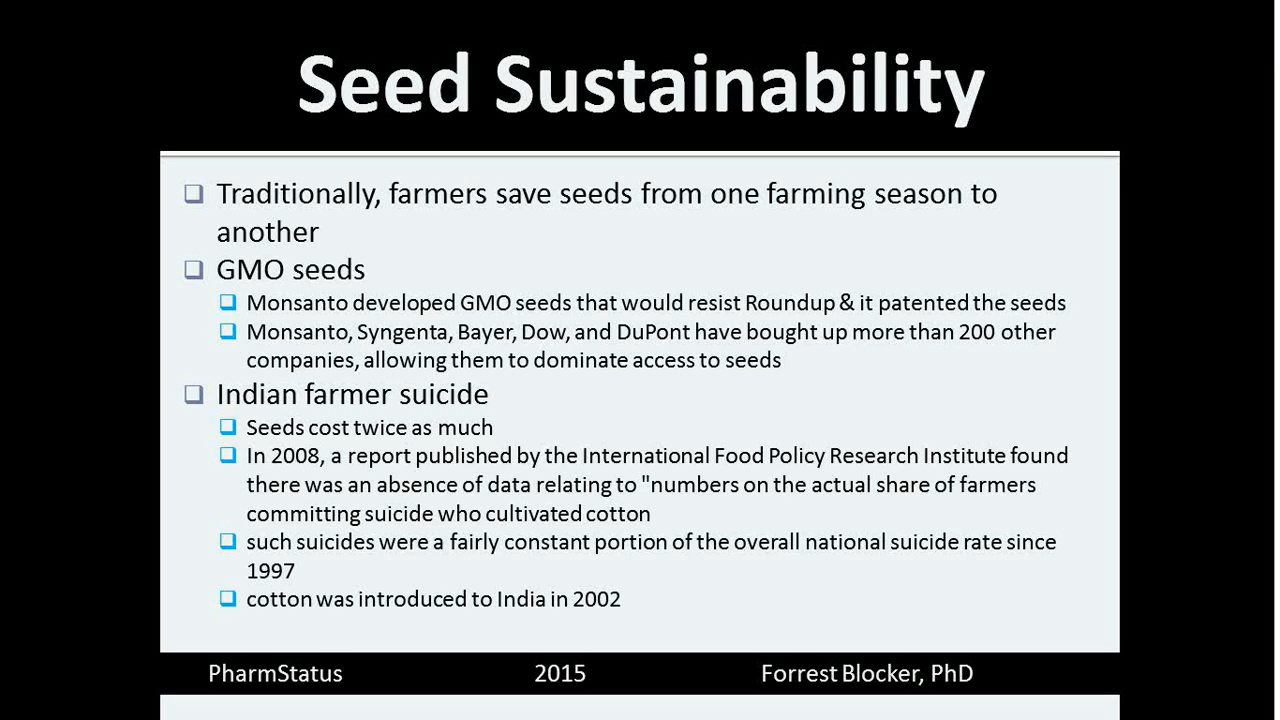 Seed Sustainability
Traditionally, farmers save seeds from one farming season to
another
GMO seeds
Monsanto developed GMO seeds that would resist Roundup & it patented the seeds
Monsanto, Syngenta, Bayer, Dow, and DuPont have bought up more than 200 other
companies, allowing them to dominate access to seeds
Indian farmer suicide
Seeds cost twice as much
In 2008, a report published by the International Food Policy Research Institute found
there was an absence of data relating to "numbers on the actual share of farmers
committing suicide who cultivated cotton
such suicides were a fairly constant portion of the overall national suicide rate since
1997
cotton was introduced to India in 2002
PharmStatus 2015 Forrest Blocker, PhD